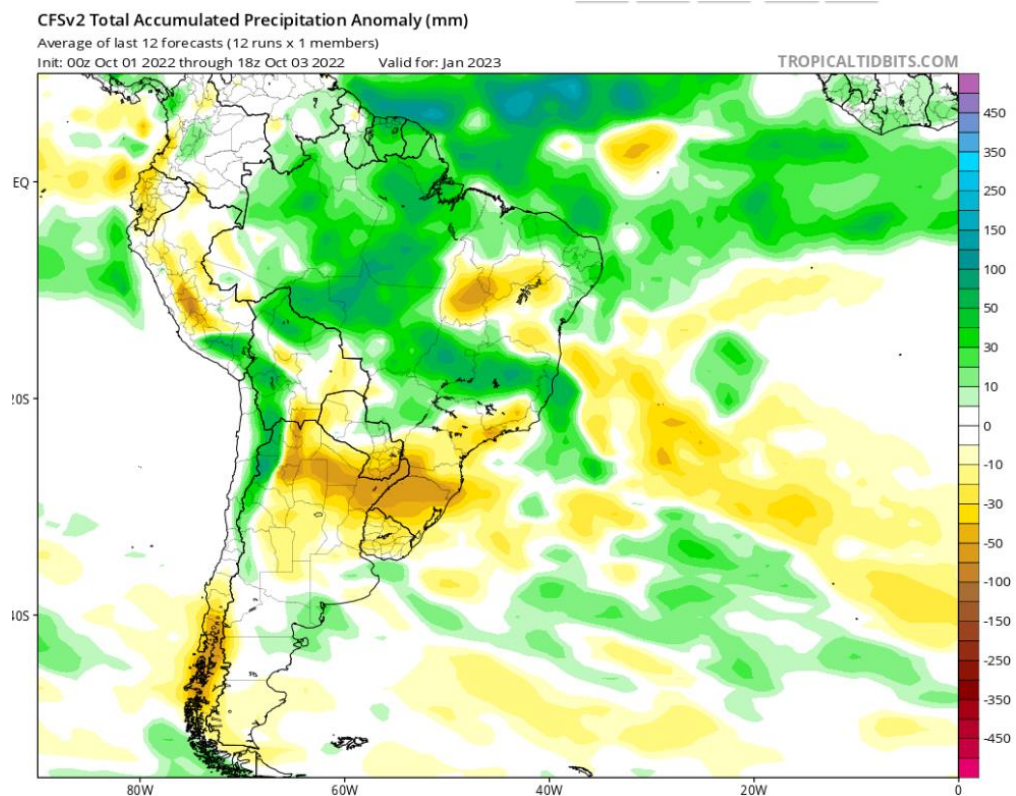 CFSv2 Total Accumulated Precipitation Anomaly (mm)
Average of last 12 forecasts (12 runs x 1 members)
Init: 00z Oct 01 2022 through 18z Oct 03 2022 Valid for: Jan 2023 TROPICALTIDBITS.COM
450
350
250
150
100
50
30
10
0
-10
-30
-50
-100
-150
-250
-350
-450
EQ
20S
40S
80W 60W 40W 20W 0